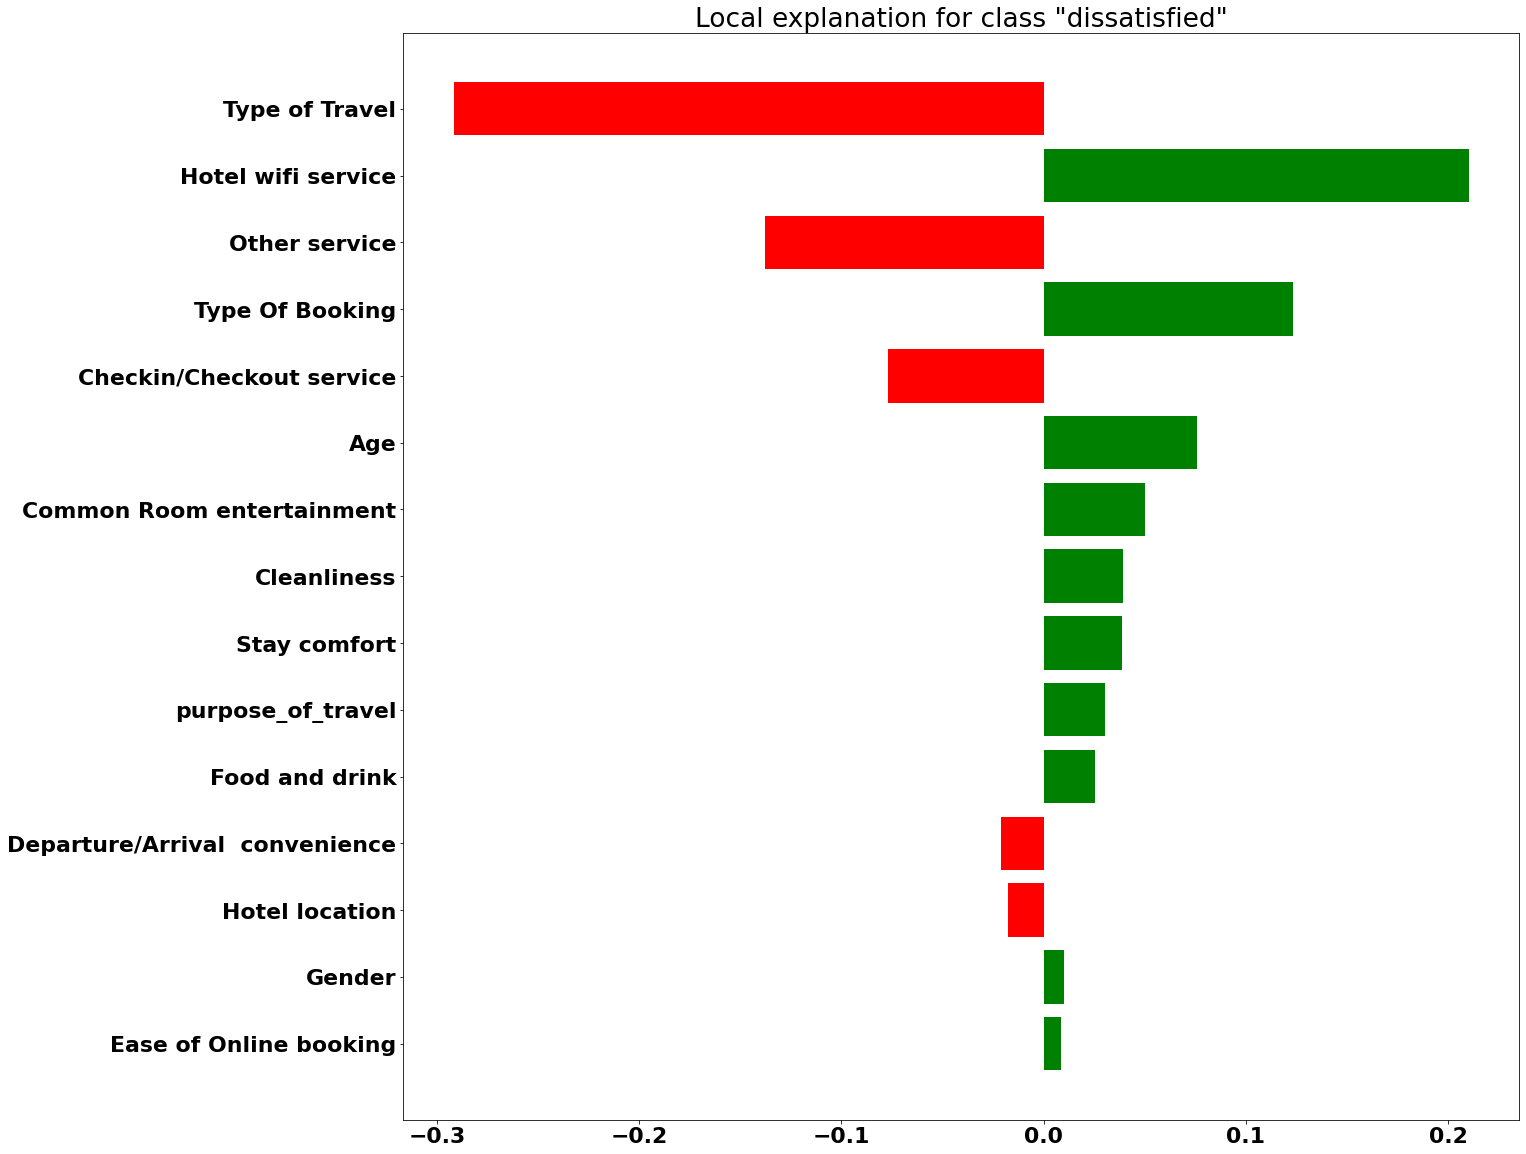 Local explanation for class "dissatisfied"
Type of Travel
Hotel wifi service
Other service
Type Of Booking
Checkin/Checkout service
Age
Common Room entertainment
Cleanliness
Stay comfort
purpose_of_travel
Food and drink
Departure/Arrival  convenience
Hotel location
Gender
Ease of Online booking
−0.3 −0.2 −0.1 0.0 0.1 0.2